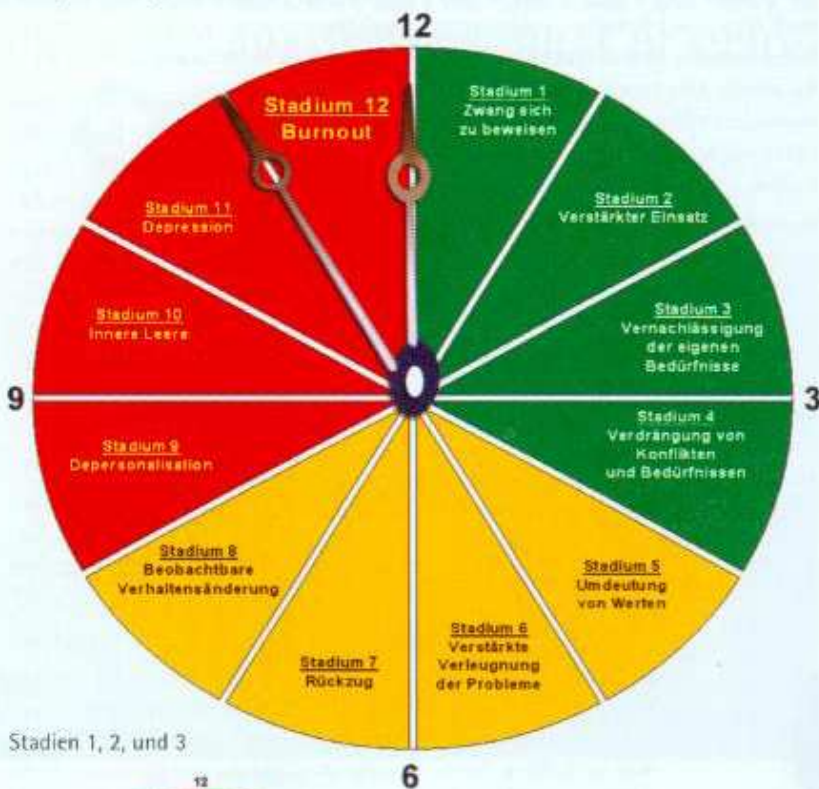 12
Stadium 1
Zwang sich
zu beweisen
Stadium 2
Verstärkter Einsatz
Stadium 3
Vernachlässigung
der eigenen
Bedürfnisse
3
Stadium 4
Verdrängung von
Konflikten
und Bedürfnissen
Stadium 5
Umdeutung
von Werten
Stadium 6
Verstärkte
Verleugnung
der Probleme
6
Stadium 7
Rückzug
Stadium 8
Beobachtbare
Verhaltensänderung
Stadium 9
Depersonalisation
9
Stadium 10
Innere Leere
Stadium 11
Depression
Stadium 12
Burnout
Stadien 1, 2, und 3
12